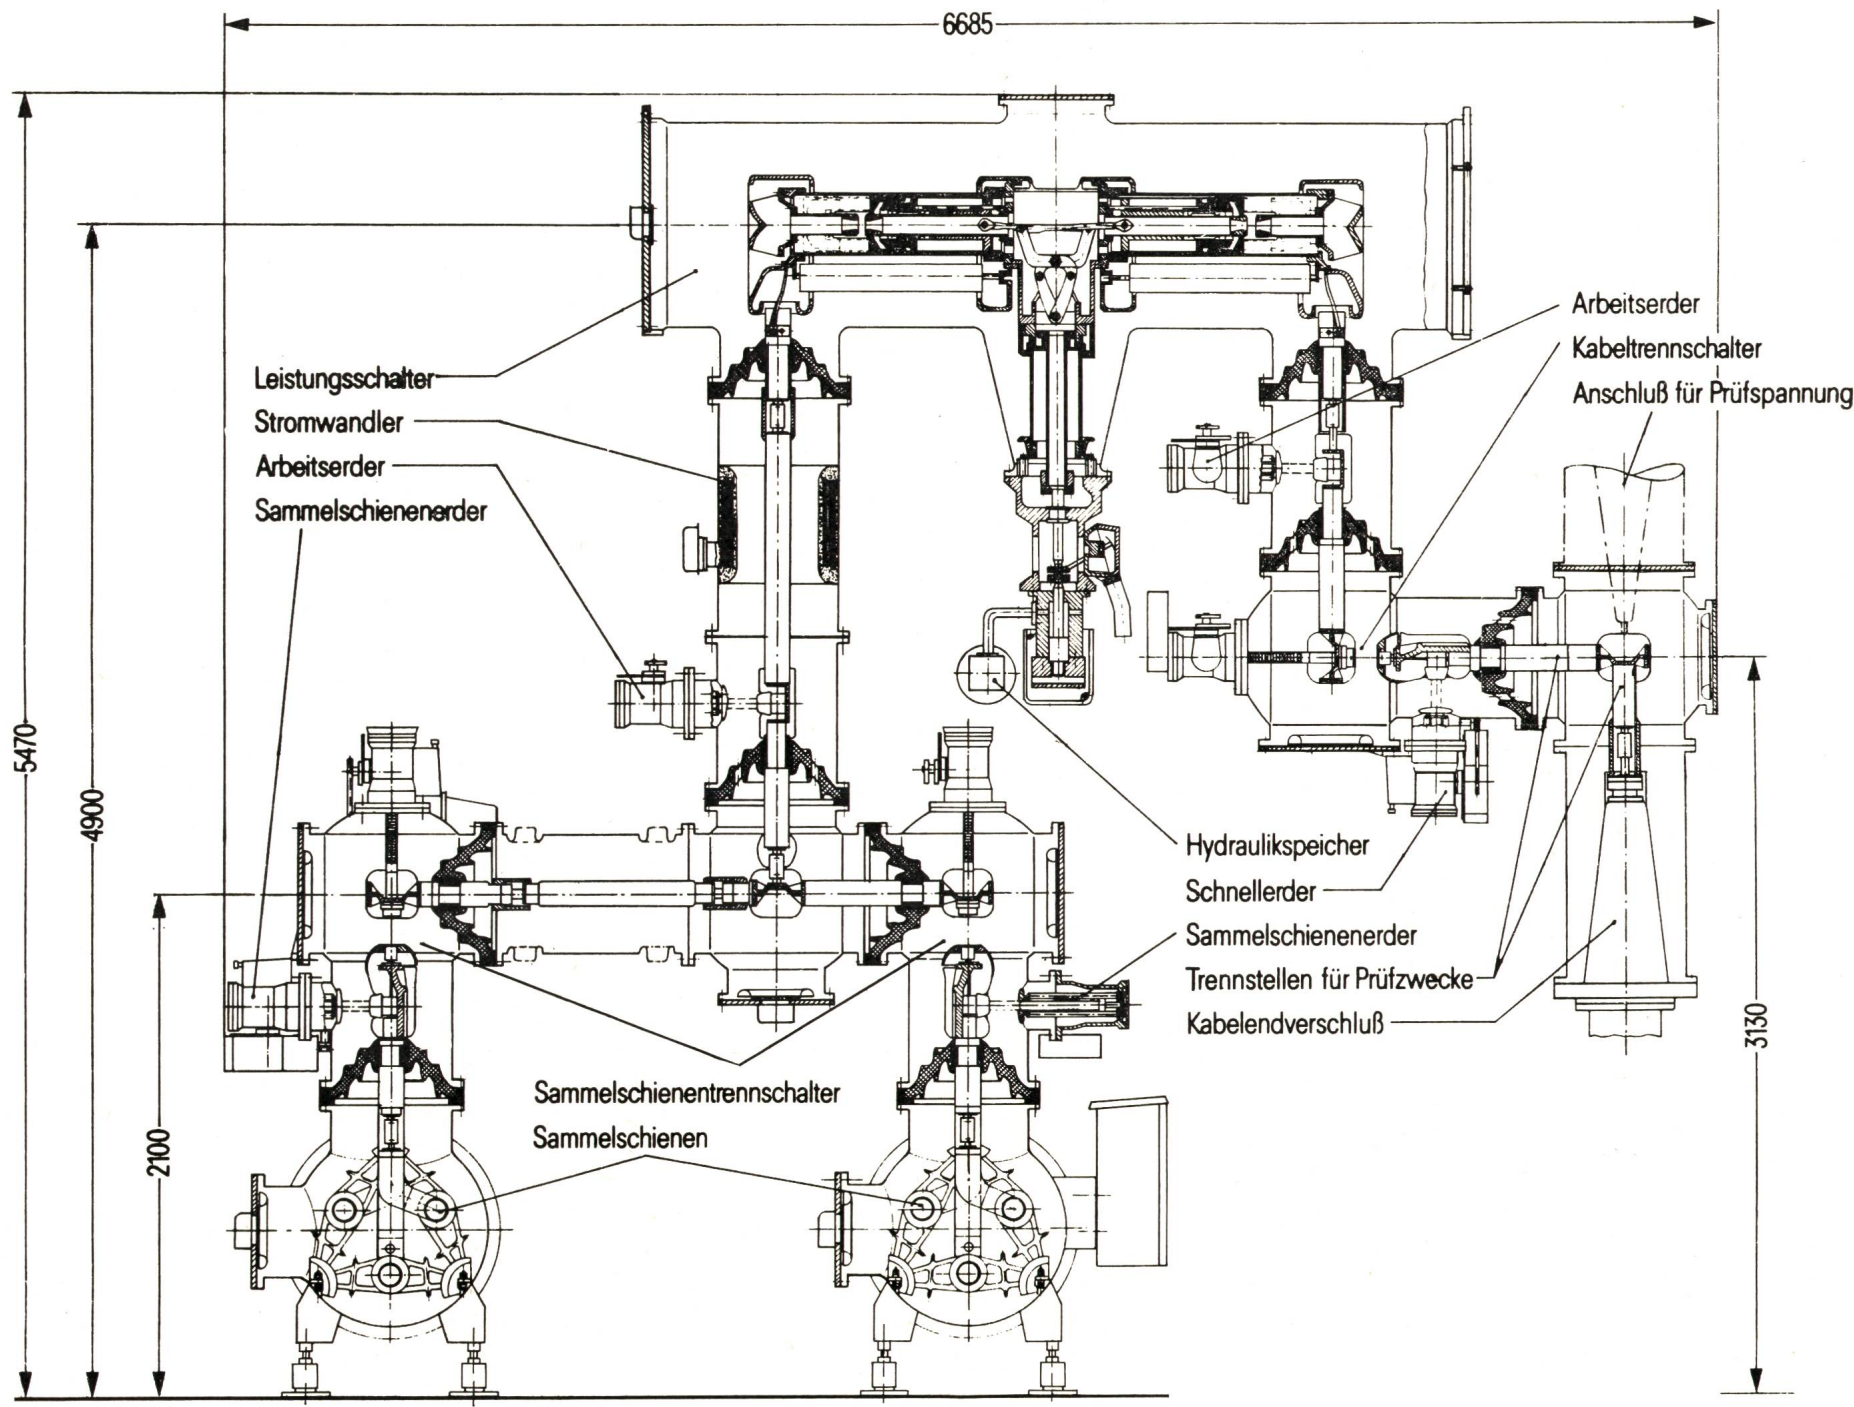 6685
Arbeitserder
Kabeltrennschalter
Anschluß für Prüfspannung
Leistungsschalter
Stromwandler
Arbeitserder
Sammelschienenerder
5470
4900
2100
3130
Hydraulikspeicher
Schnellerder
Sammelschienenerder
Trennstellen für Prüfzwecke
Kabelendverschluß
Sammelschienentrennschalter
Sammelschienen